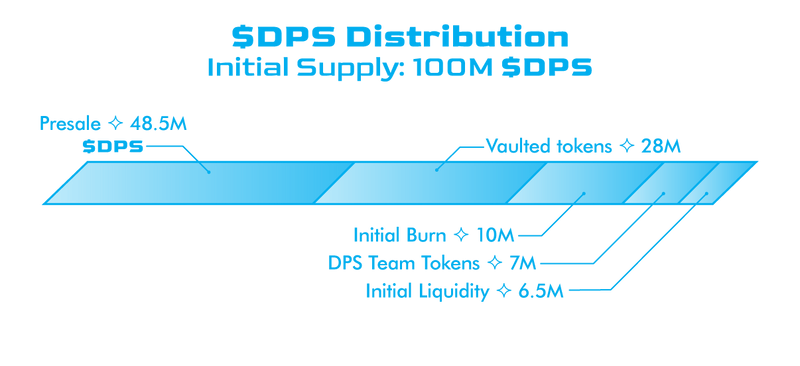 $DPS Distribution
Initial Supply: 100M $DPS
Presale ✧ 48.5M
$DPS
Vaulted tokens ✧ 28M
Initial Burn ✧ 10M
DPS Team Tokens ✧ 7M
Initial Liquidity ✧ 6.5M